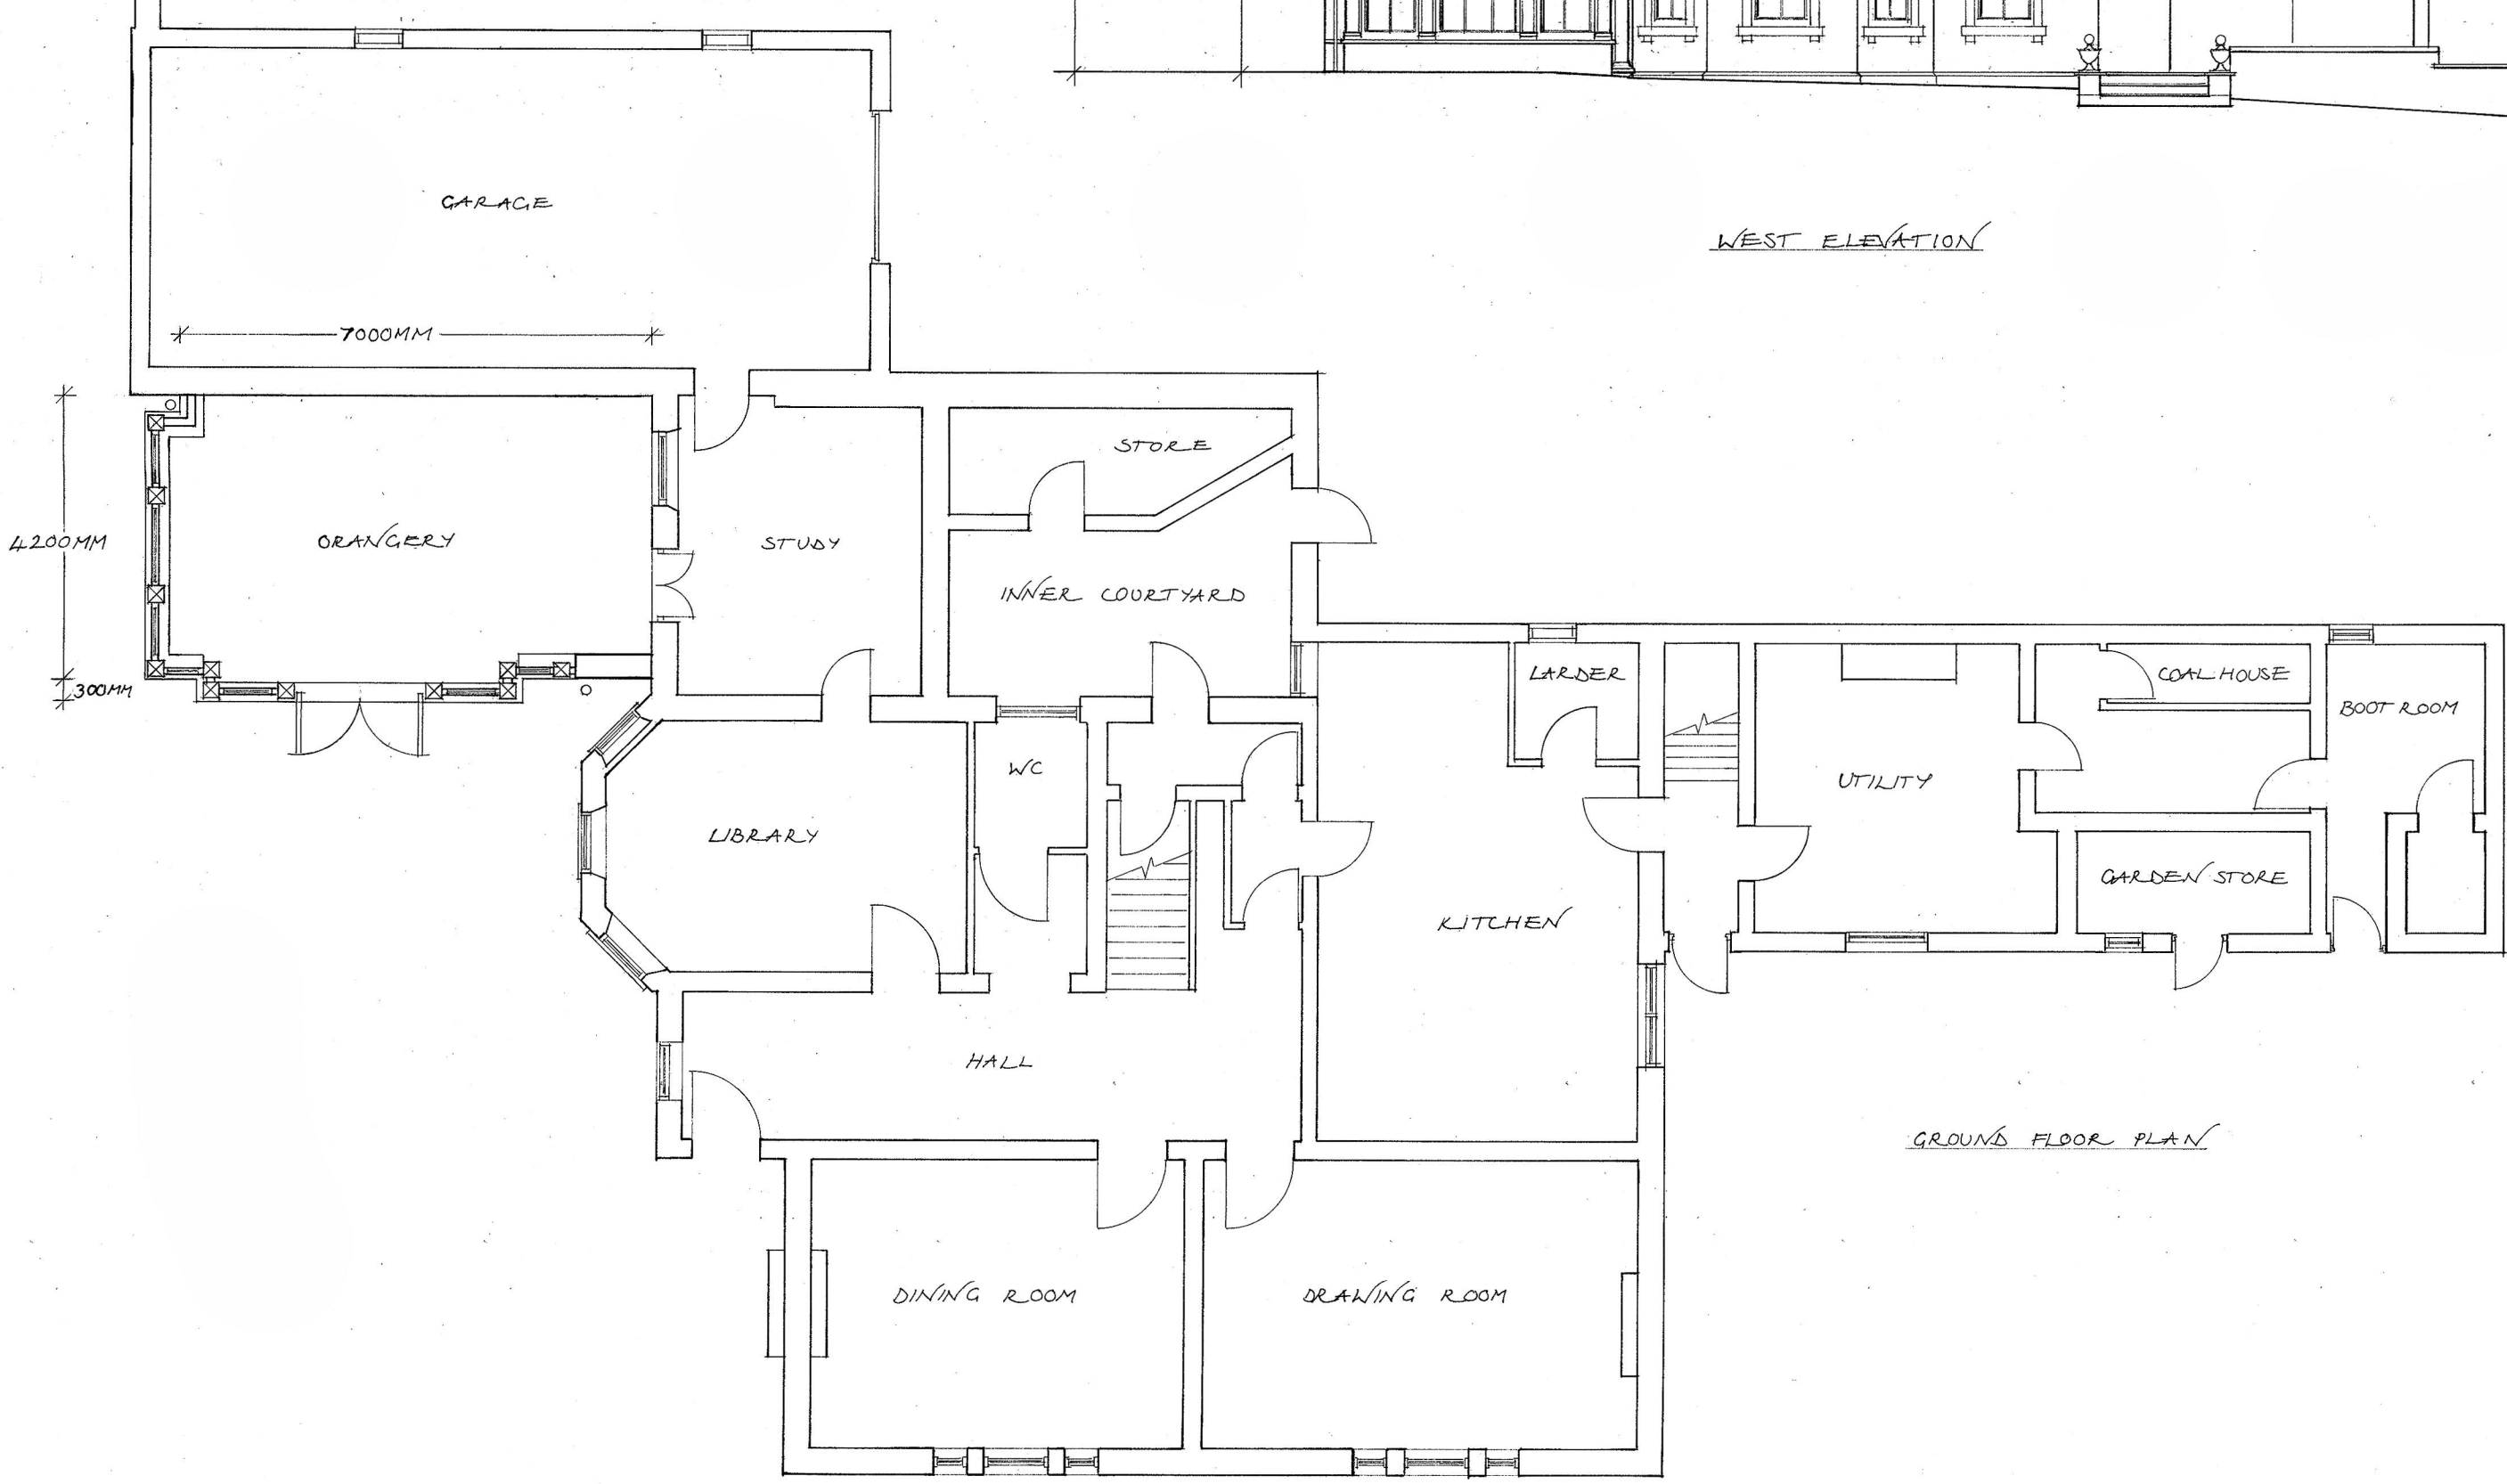 GARAGE
WEST ELEVATION
7000MM
STORE
4200MM
ORANGERY
STUDY
INNER COURTYARD
300MM
LARDER
COAL HOUSE
BOOT ROOM
WC
UTILITY
LIBRARY
GARDEN STORE
KITCHEN
HALL
GROUND FLOOR PLAN
DINING ROOM
DRAWING ROOM